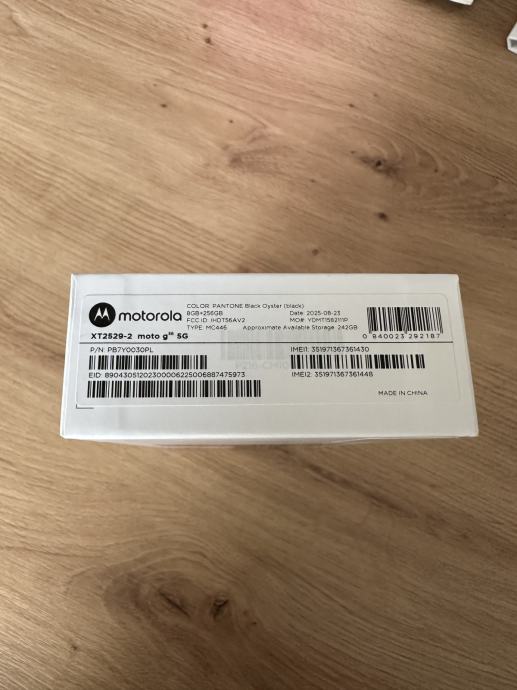 motorola
COLOR: PANTONE Black Oyster (black)
8GB+256GB
Date: 2025-08-23
FCC ID: IHDT56AV2
MO#: YDMT1582111P
TYPE: MC446
Approximate Available Storage: 242GB
0 840023 292187
XT2529-2 moto g³⁶ 5G
P/N: PB7Y0030PL
IMEI1: 351971367361430
EID: 89043051202300006225006887475973
IMEI2: 351971367361448
MADE IN CHINA